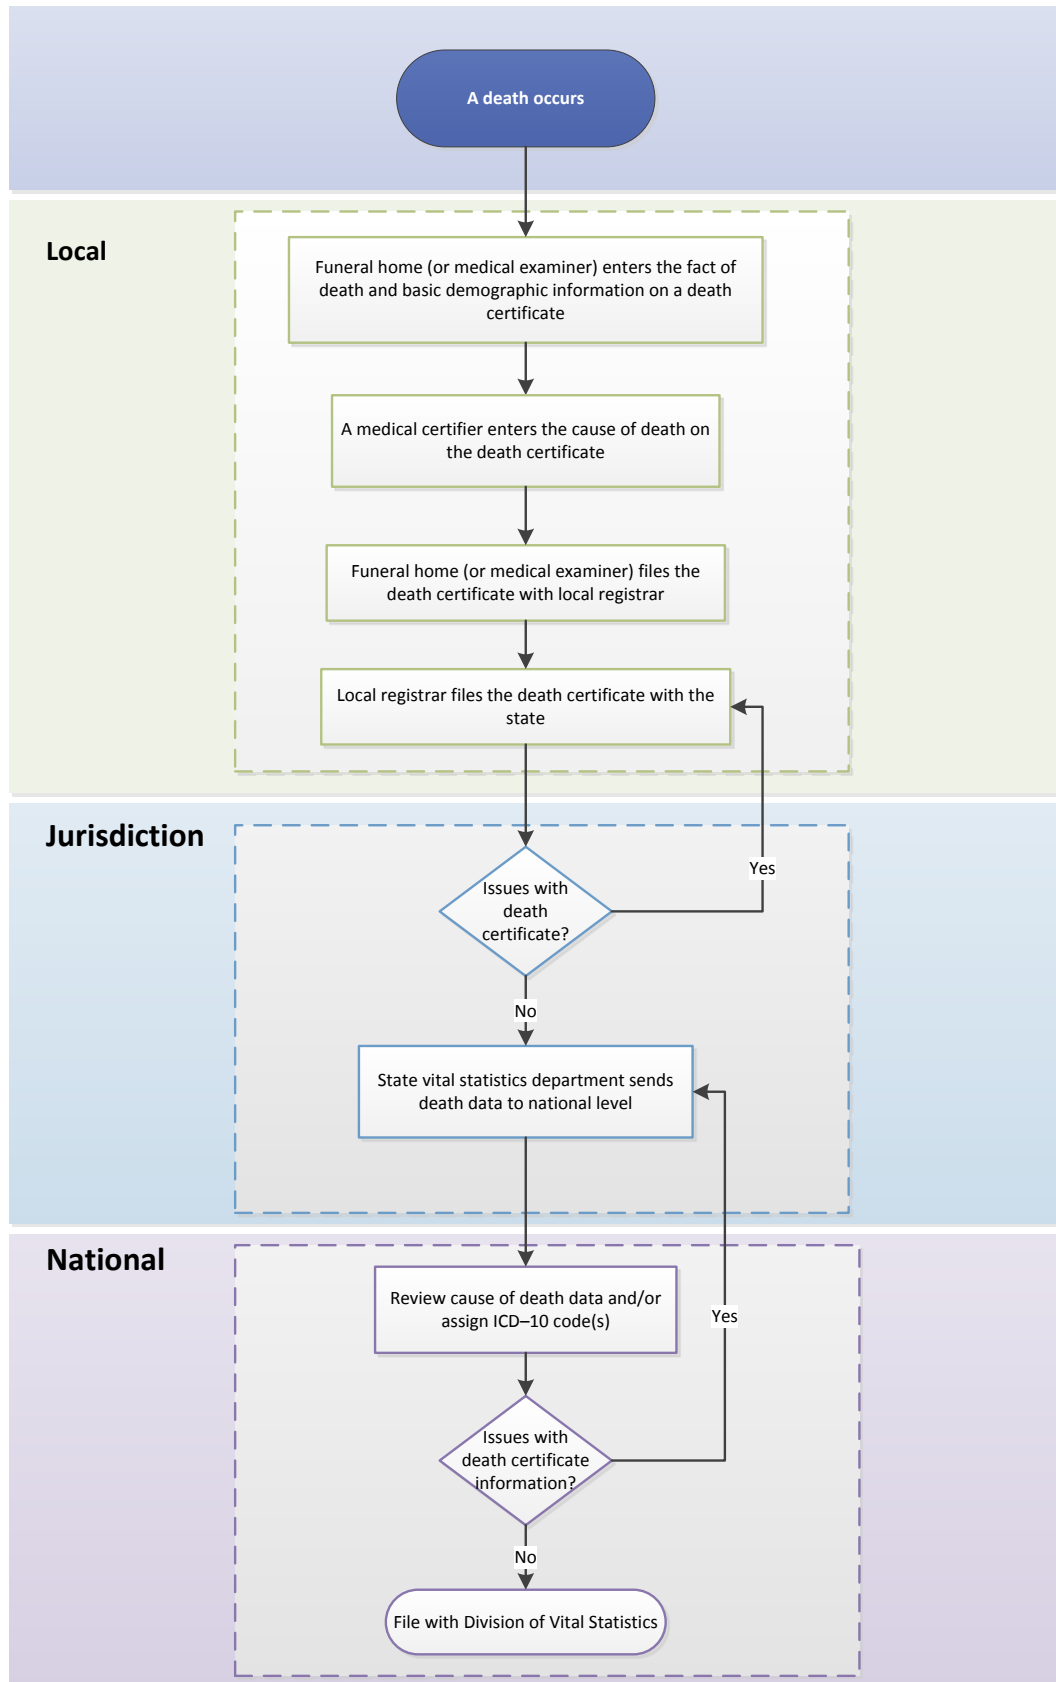 A death occurs
Local
Funeral home (or medical examiner) enters the fact of
death and basic demographic information on a death
certificate
A medical certifier enters the cause of death on
the death certificate
Funeral home (or medical examiner) files the
death certificate with local registrar
Local registrar files the death certificate with the
state
Jurisdiction
Issues with
death
certificate?
Yes
No
State vital statistics department sends
death data to national level
National
Review cause of death data and/or
assign ICD–10 code(s)
Yes
Issues with
death certificate
information?
No
File with Division of Vital Statistics